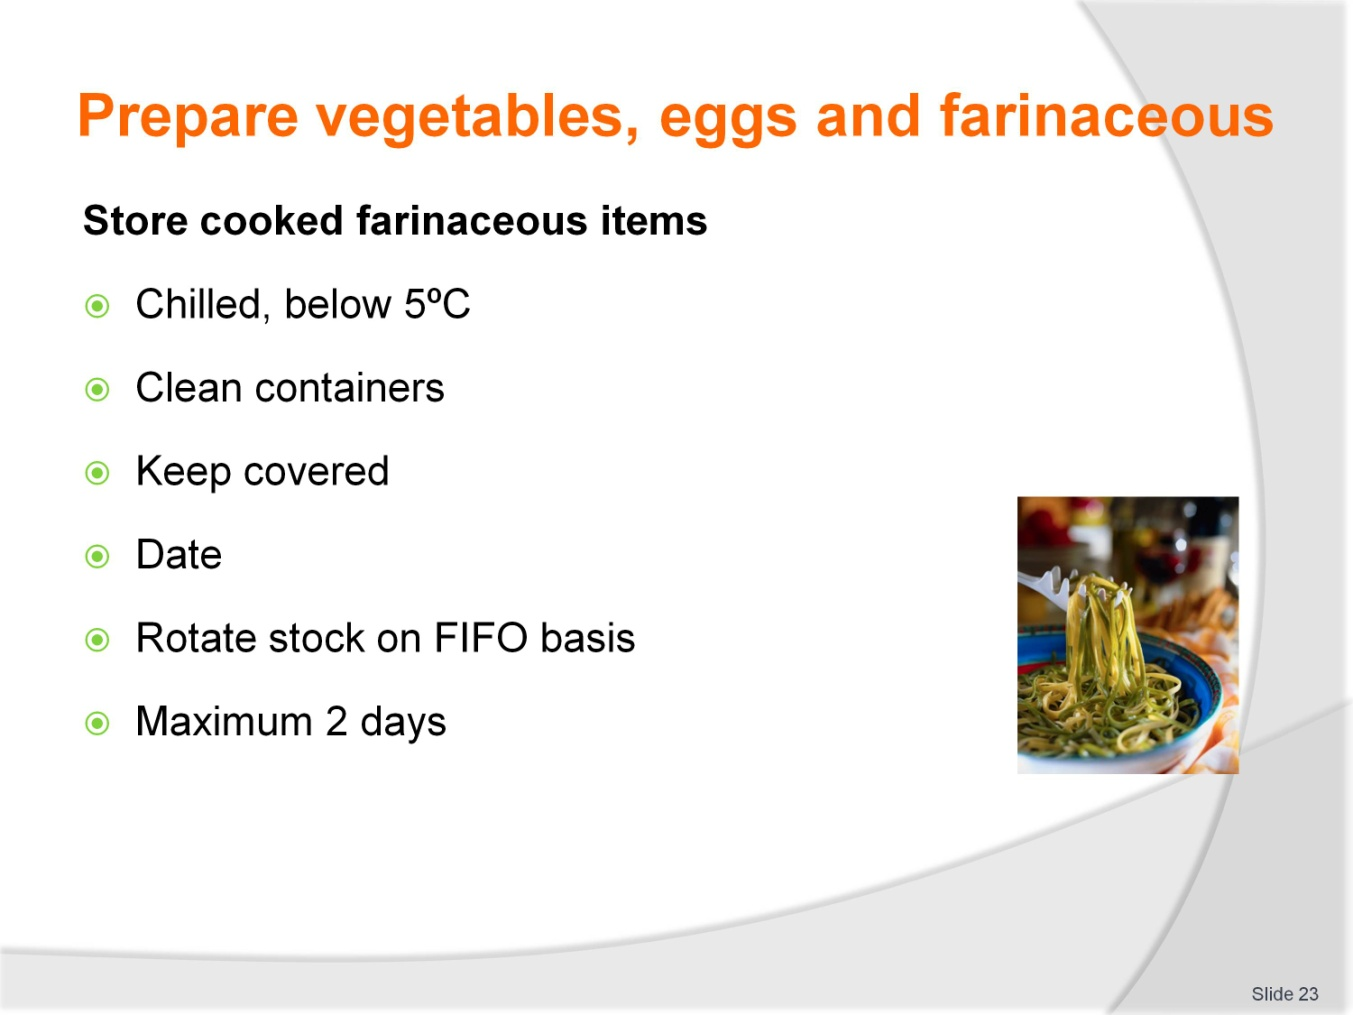 Prepare vegetables, eggs and farinaceous
Store cooked farinaceous items
Chilled, below 5ºC
Clean containers
Keep covered
Date
Rotate stock on FIFO basis
Maximum 2 days
Slide 23